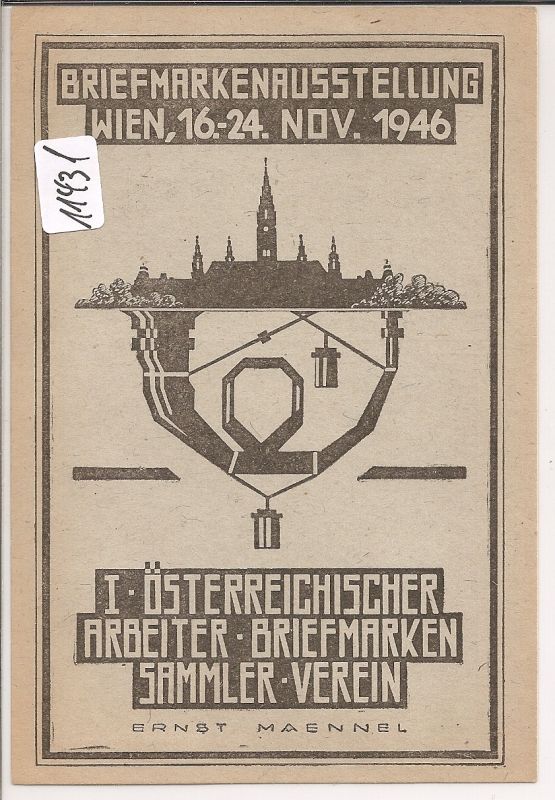 BRIEFMARKENAUSSTELLUNG
WIEN, 16.-24. NOV. 1946
11431
I · ÖSTERREICHISCHER
ARBEITER · BRIEFMARKEN
SAMMLER · VEREIN
ERNST MAENNEL